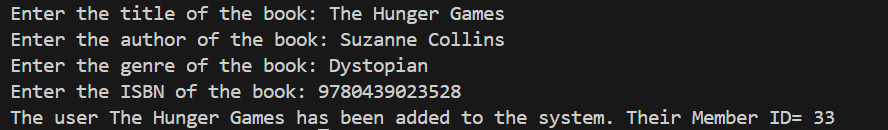 Enter the title of the book: The Hunger Games
Enter the author of the book: Suzanne Collins
Enter the genre of the book: Dystopian
Enter the ISBN of the book: 9780439023528
The user The Hunger Games has been added to the system. Their Member ID= 33